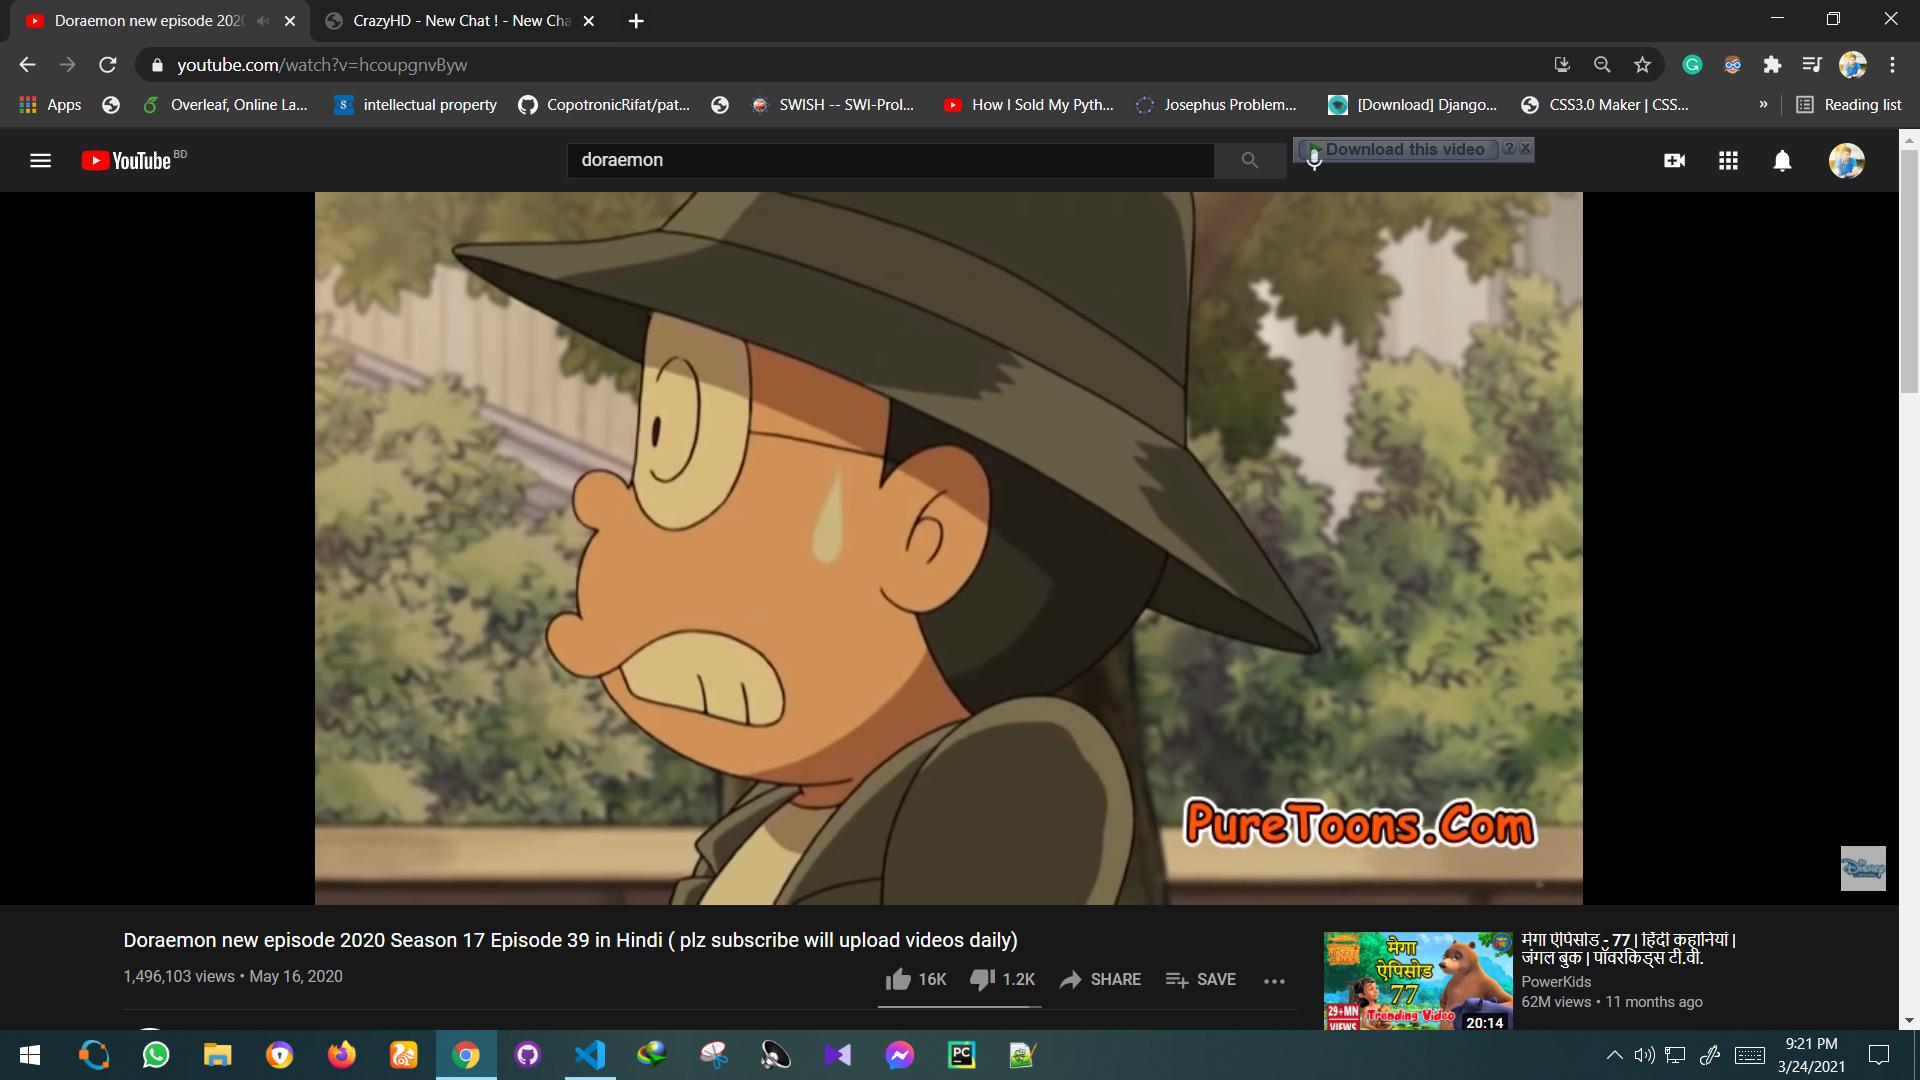 Doraemon new episode 202
CrazyHD - New Chat ! - New Cha
youtube.com/watch?v=hcoupgnvByw
Apps
Overleaf, Online La...
intellectual property
CopotronicRifat/pat...
SWISH -- SWI-Prol...
How I Sold My Pyth...
Josephus Problem...
[Download] Django...
CSS3.0 Maker | CSS...
»
Reading list
YouTube BD
doraemon
Download this video
PureToons.Com
Disney
Doraemon new episode 2020 Season 17 Episode 39 in Hindi ( plz subscribe will upload videos daily)
1,496,103 views • May 16, 2020
16K
1.2K
SHARE
SAVE
मेगा
ऐपिसोड
77
29+MN
VIEWS
Trending Video
20:14
मेगा ऐपिसोड - 77 | हिंदी कहानियां |
जंगल बुक | पॉवरकिड्स टी.वी.
PowerKids
62M views • 11 months ago
PC
9:21 PM
3/24/2021